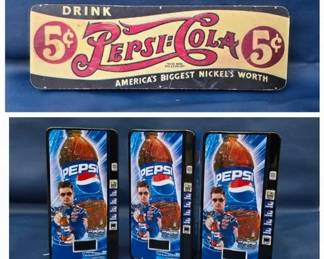 DRINK
5¢ PEPSI=COLA 5¢
AMERICA'S BIGGEST NICKEL'S WORTH
PEPSI PEPSI PEPSI